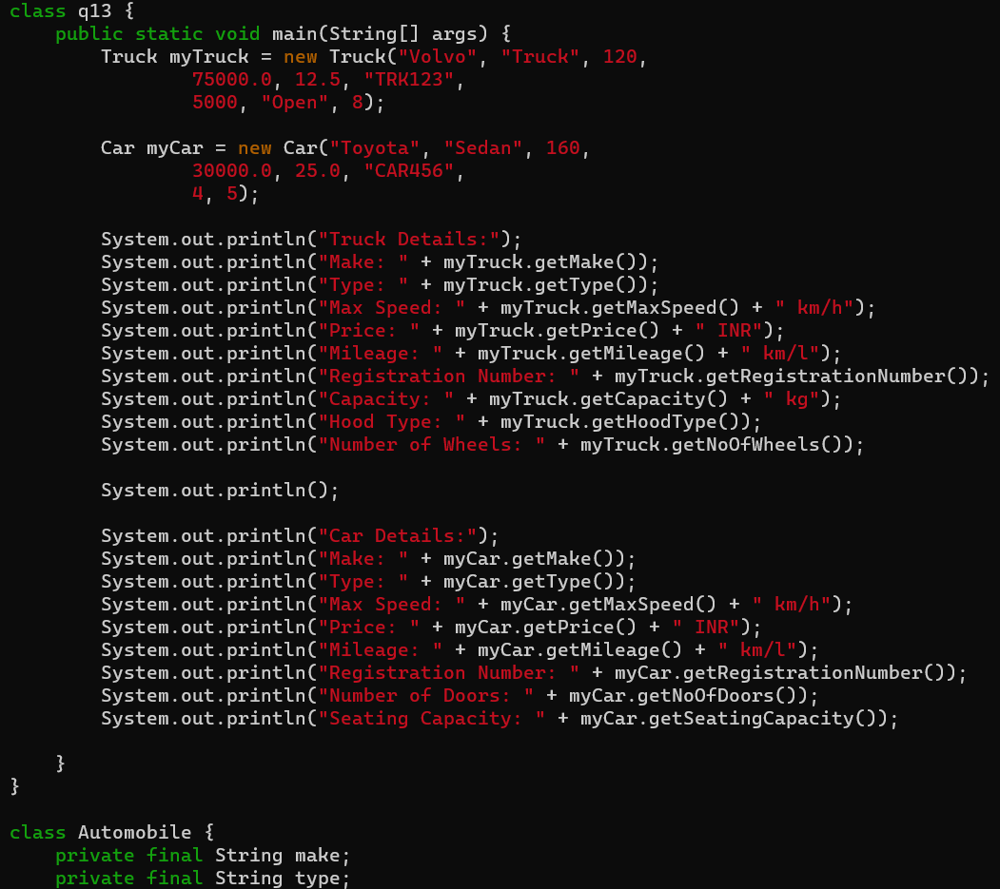 class q13 {
    public static void main(String[] args) {
        Truck myTruck = new Truck("Volvo", "Truck", 120,
                75000.0, 12.5, "TRK123",
                5000, "Open", 8);

        Car myCar = new Car("Toyota", "Sedan", 160,
                30000.0, 25.0, "CAR456",
                4, 5);

        System.out.println("Truck Details:");
        System.out.println("Make: " + myTruck.getMake());
        System.out.println("Type: " + myTruck.getType());
        System.out.println("Max Speed: " + myTruck.getMaxSpeed() + " km/h");
        System.out.println("Price: " + myTruck.getPrice() + " INR");
        System.out.println("Mileage: " + myTruck.getMileage() + " km/l");
        System.out.println("Registration Number: " + myTruck.getRegistrationNumber());
        System.out.println("Capacity: " + myTruck.getCapacity() + " kg");
        System.out.println("Hood Type: " + myTruck.getHoodType());
        System.out.println("Number of Wheels: " + myTruck.getNoOfWheels());

        System.out.println();

        System.out.println("Car Details:");
        System.out.println("Make: " + myCar.getMake());
        System.out.println("Type: " + myCar.getType());
        System.out.println("Max Speed: " + myCar.getMaxSpeed() + " km/h");
        System.out.println("Price: " + myCar.getPrice() + " INR");
        System.out.println("Mileage: " + myCar.getMileage() + " km/l");
        System.out.println("Registration Number: " + myCar.getRegistrationNumber());
        System.out.println("Number of Doors: " + myCar.getNoOfDoors());
        System.out.println("Seating Capacity: " + myCar.getSeatingCapacity());

    }
}

class Automobile {
    private final String make;
    private final String type;